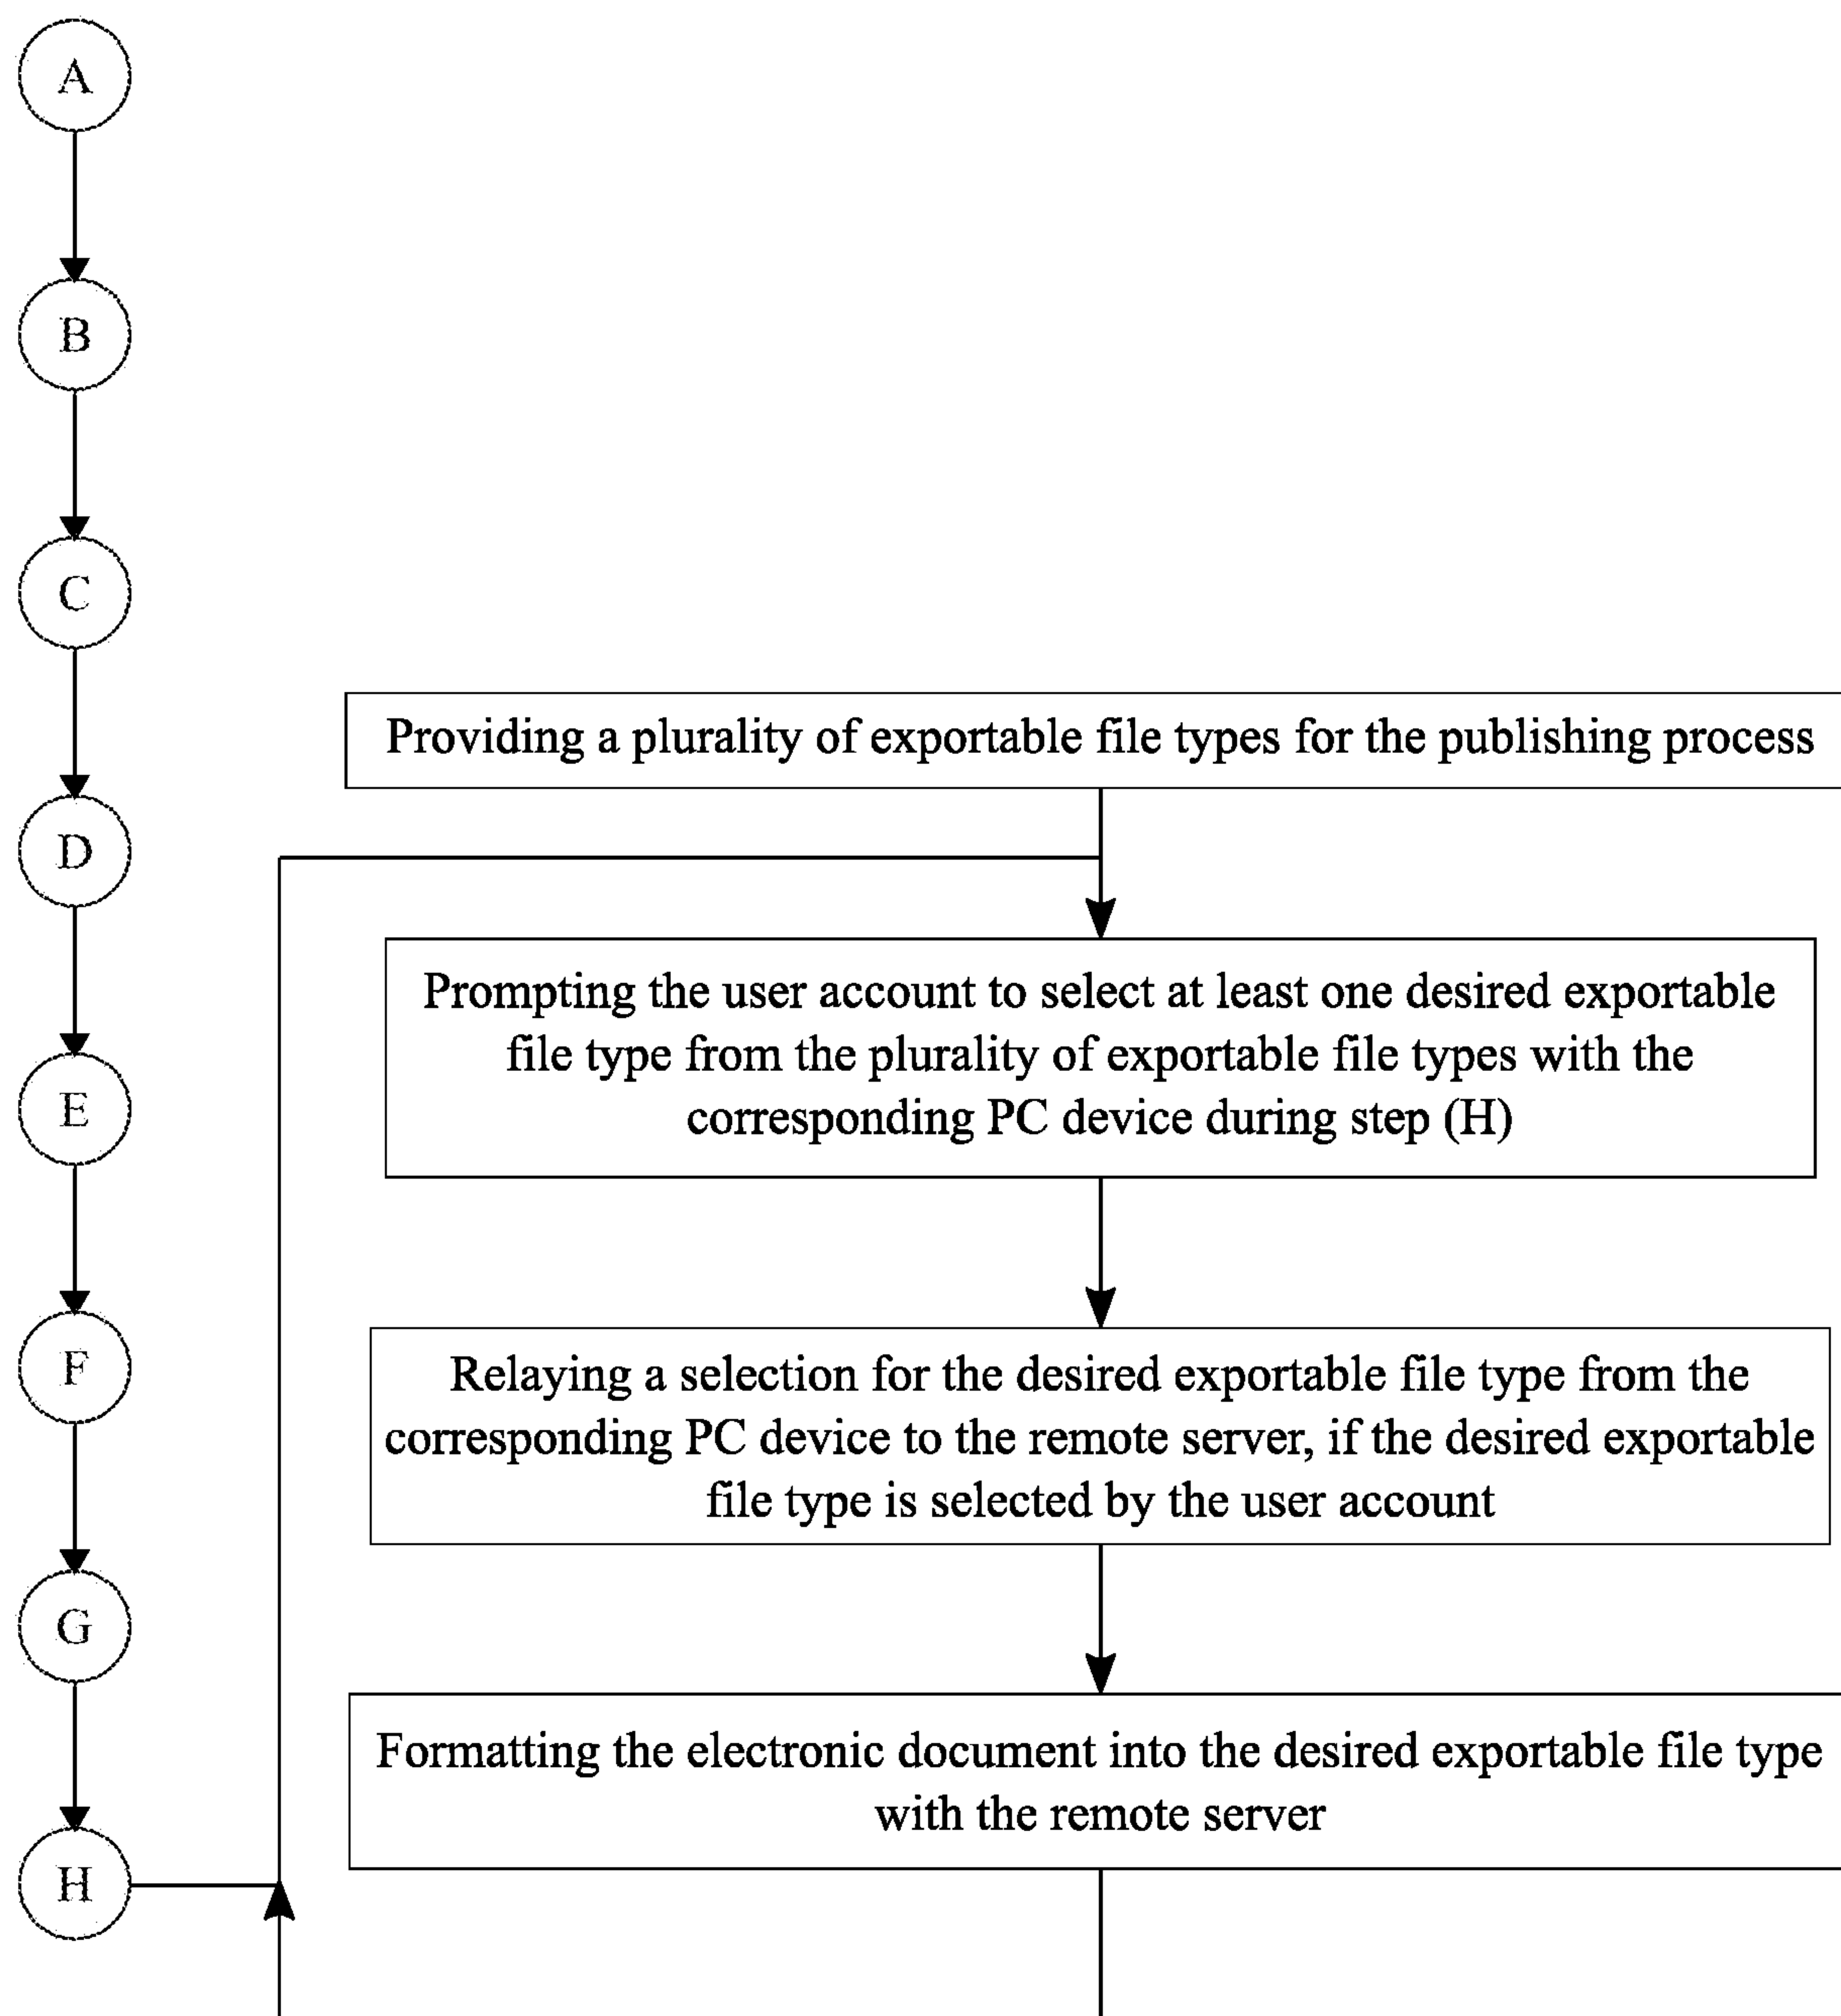 A
B
C
D
E
F
G
H
Providing a plurality of exportable file types for the publishing process
Prompting the user account to select at least one desired exportable
file type from the plurality of exportable file types with the
corresponding PC device during step (H)
Relaying a selection for the desired exportable file type from the
corresponding PC device to the remote server, if the desired exportable
file type is selected by the user account
Formatting the electronic document into the desired exportable file type
with the remote server